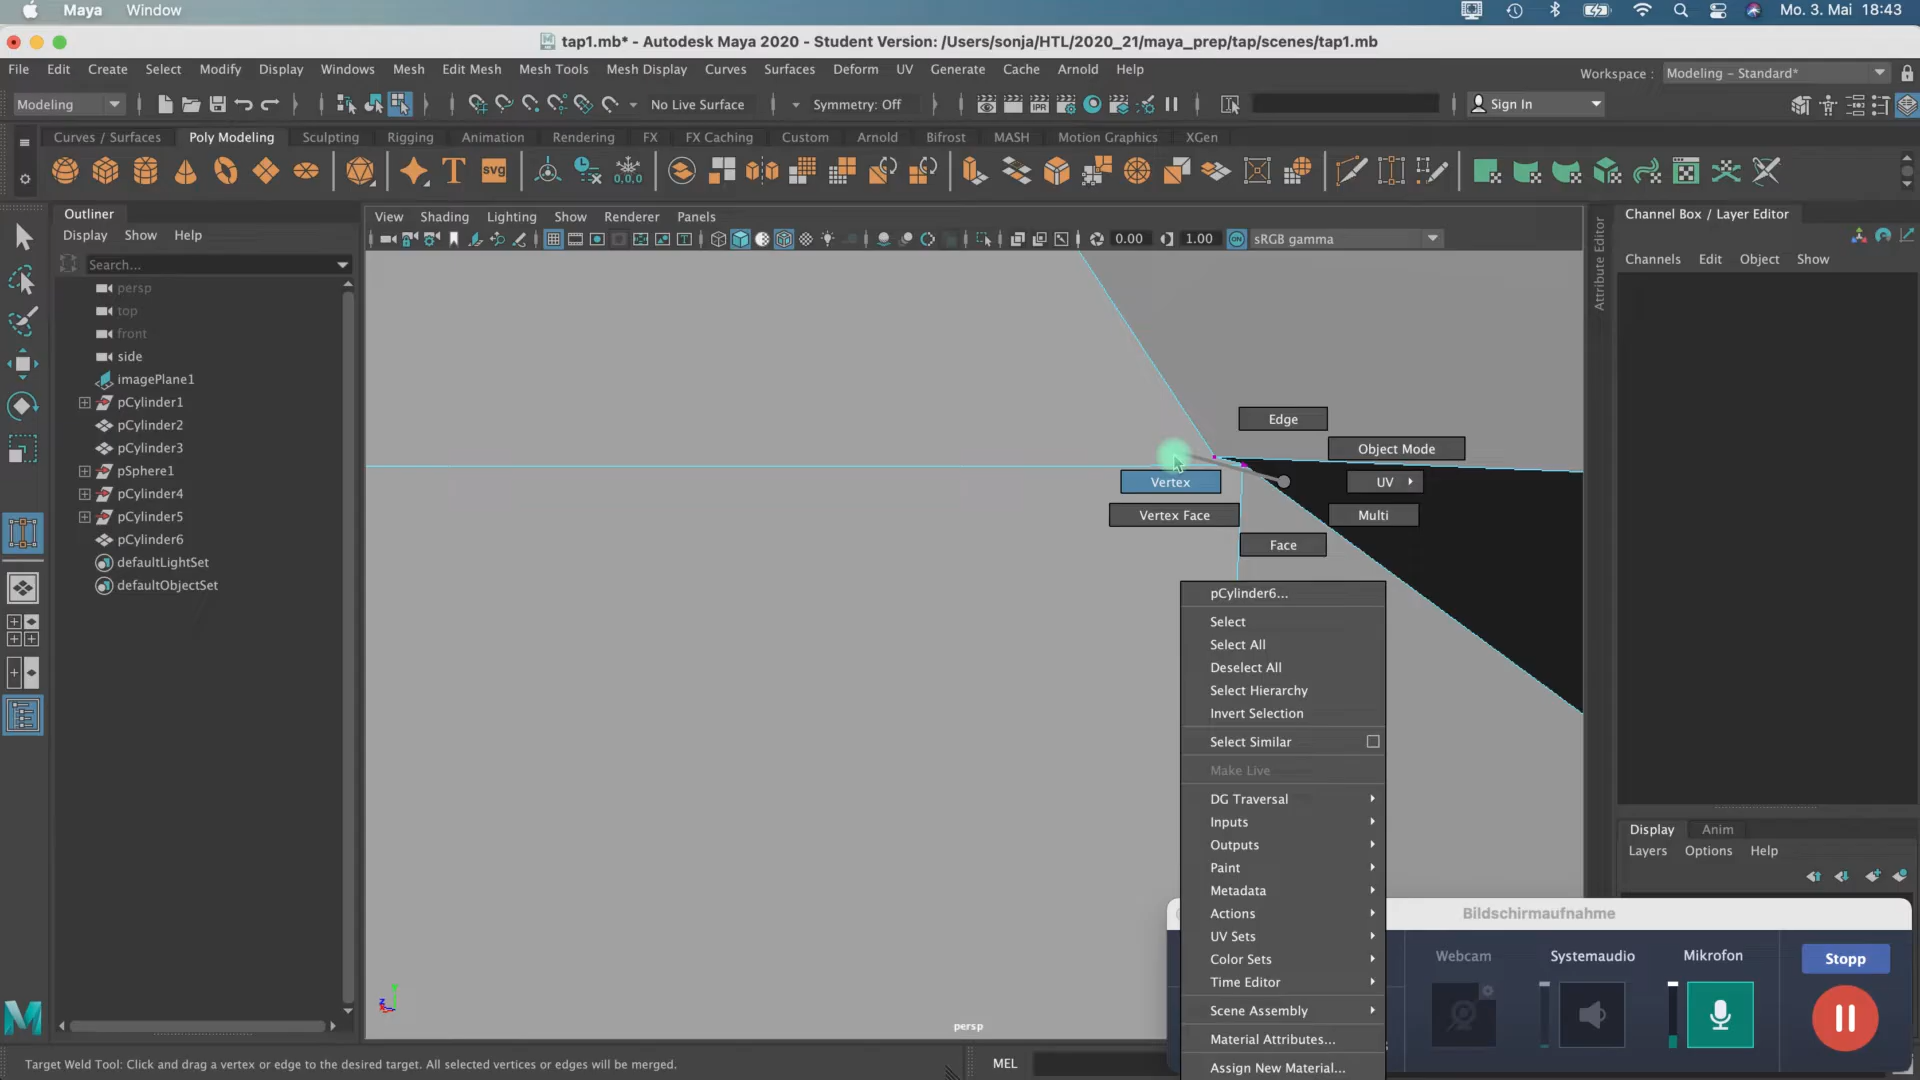 Maya Window Mo. 3. Mai 18:43
tap1.mb* - Autodesk Maya 2020 - Student Version: /Users/sonja/HTL/2020_21/maya_prep/tap/scenes/tap1.mb
File Edit Create Select Modify Display Windows Mesh Edit Mesh Mesh Tools Mesh Display Curves Surfaces Deform UV Generate Cache Arnold Help Workspace : Modeling - Standard*
Modeling No Live Surface Symmetry: Off IPR Sign In
Curves / Surfaces Poly Modeling Sculpting Rigging Animation Rendering FX FX Caching Custom Arnold Bifrost MASH Motion Graphics XGen
T SVG 0,0,0
Outliner
Display Show Help
Search...
persp
top
front
side
imagePlane1
pCylinder1
pCylinder2
pCylinder3
pSphere1
pCylinder4
pCylinder5
pCylinder6
defaultLightSet
defaultObjectSet
View Shading Lighting Show Renderer Panels
0.00 1.00 ON sRGB gamma
Edge
Object Mode
Vertex
UV
Vertex Face
Multi
Face
pCylinder6...
Select
Select All
Deselect All
Select Hierarchy
Invert Selection
Select Similar
Make Live
DG Traversal
Inputs
Outputs
Paint
Metadata
Actions
UV Sets
Color Sets
Time Editor
Scene Assembly
Material Attributes...
Assign New Material...
persp
Attribute Editor
Channel Box / Layer Editor
Channels Edit Object Show
Display Anim
Layers Options Help
Bildschirmaufnahme
Webcam Systemaudio Mikrofon Stopp
Target Weld Tool: Click and drag a vertex or edge to the desired target. All selected vertices or edges will be merged.
MEL